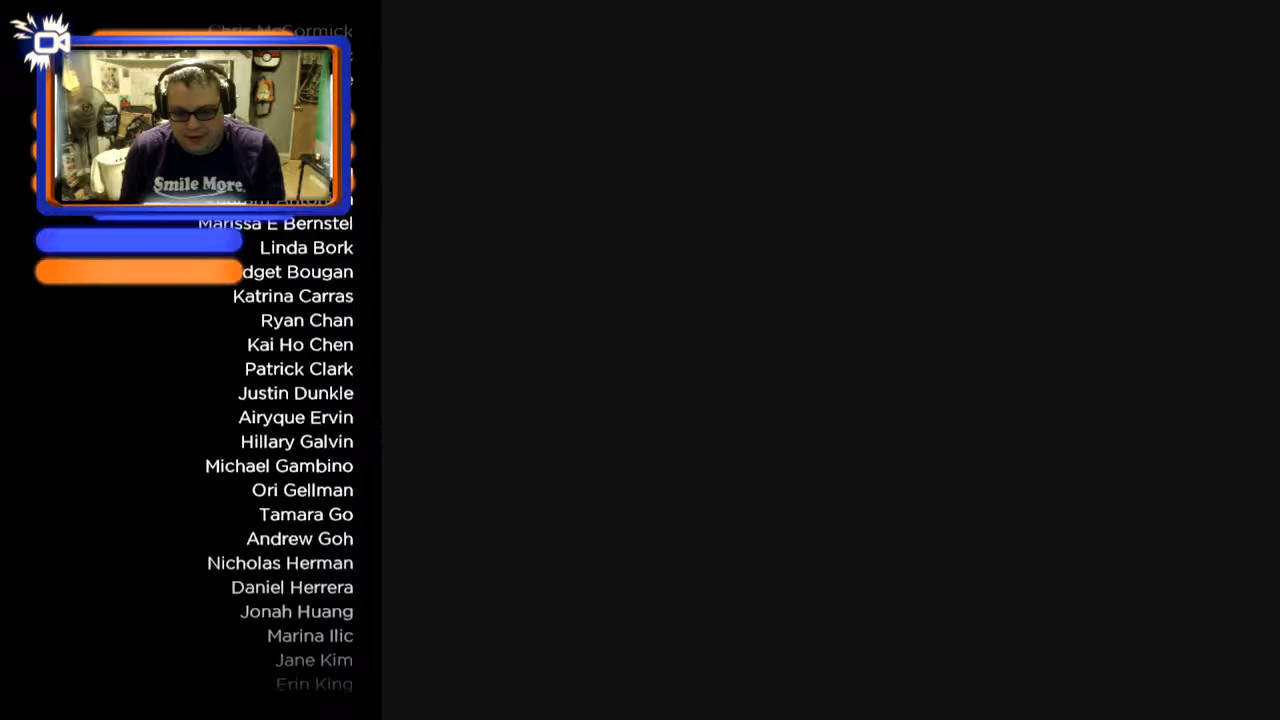 Chris McCormick
Smile More.
Marissa E Bernstel
Linda Bork
dget Bougan
Katrina Carras
Ryan Chan
Kai Ho Chen
Patrick Clark
Justin Dunkle
Airyque Ervin
Hillary Galvin
Michael Gambino
Ori Gellman
Tamara Go
Andrew Goh
Nicholas Herman
Daniel Herrera
Jonah Huang
Marina Ilic
Jane Kim
Erin King